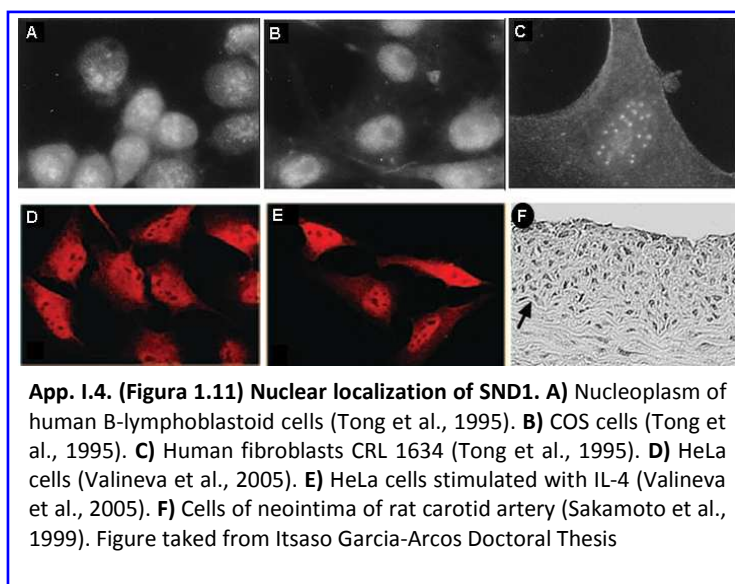 A
B
C
D
E
F
App. I.4. (Figura 1.11) Nuclear localization of SND1. A) Nucleoplasm of
human B-lymphoblastoid cells (Tong et al., 1995). B) COS cells (Tong et
al., 1995). C) Human fibroblasts CRL 1634 (Tong et al., 1995). D) HeLa
cells (Valineva et al., 2005). E) HeLa cells stimulated with IL-4 (Valineva
et al., 2005). F) Cells of neointima of rat carotid artery (Sakamoto et al.,
1999). Figure taked from Itsaso Garcia-Arcos Doctoral Thesis